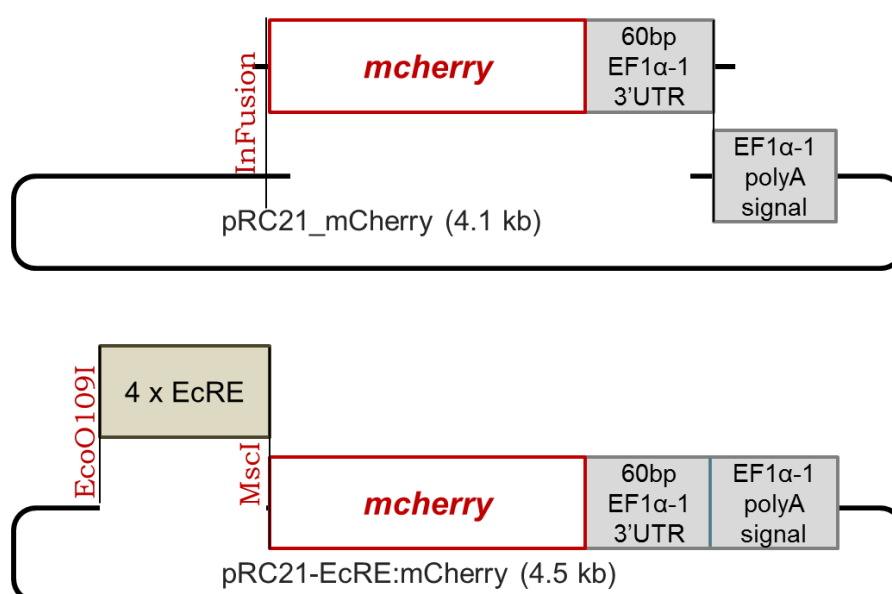 InFusion
mcherry
60bp
EF1α-1
3'UTR
EF1α-1
polyA
signal
pRC21_mCherry (4.1 kb)
EcoO109I
4 x EcRE
MscI
mcherry
60bp
EF1α-1
3'UTR
EF1α-1
polyA
signal
pRC21-EcRE:mCherry (4.5 kb)